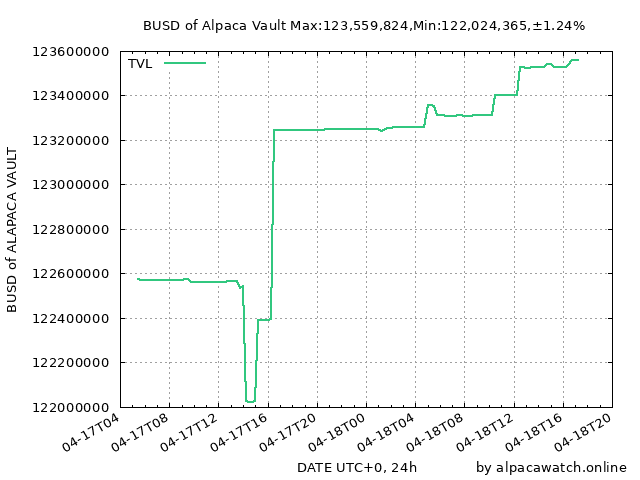 BUSD of Alpaca Vault Max:123,559,824,Min:122,024,365,±1.24%
TVL
123600000
123400000
123200000
123000000
122800000
122600000
122400000
122200000
122000000
BUSD of ALAPACA VAULT
04-17T04
04-17T08
04-17T12
04-17T16
04-17T20
04-18T00
04-18T04
04-18T08
04-18T12
04-18T16
04-18T20
DATE UTC+0, 24h
by alpacawatch.online